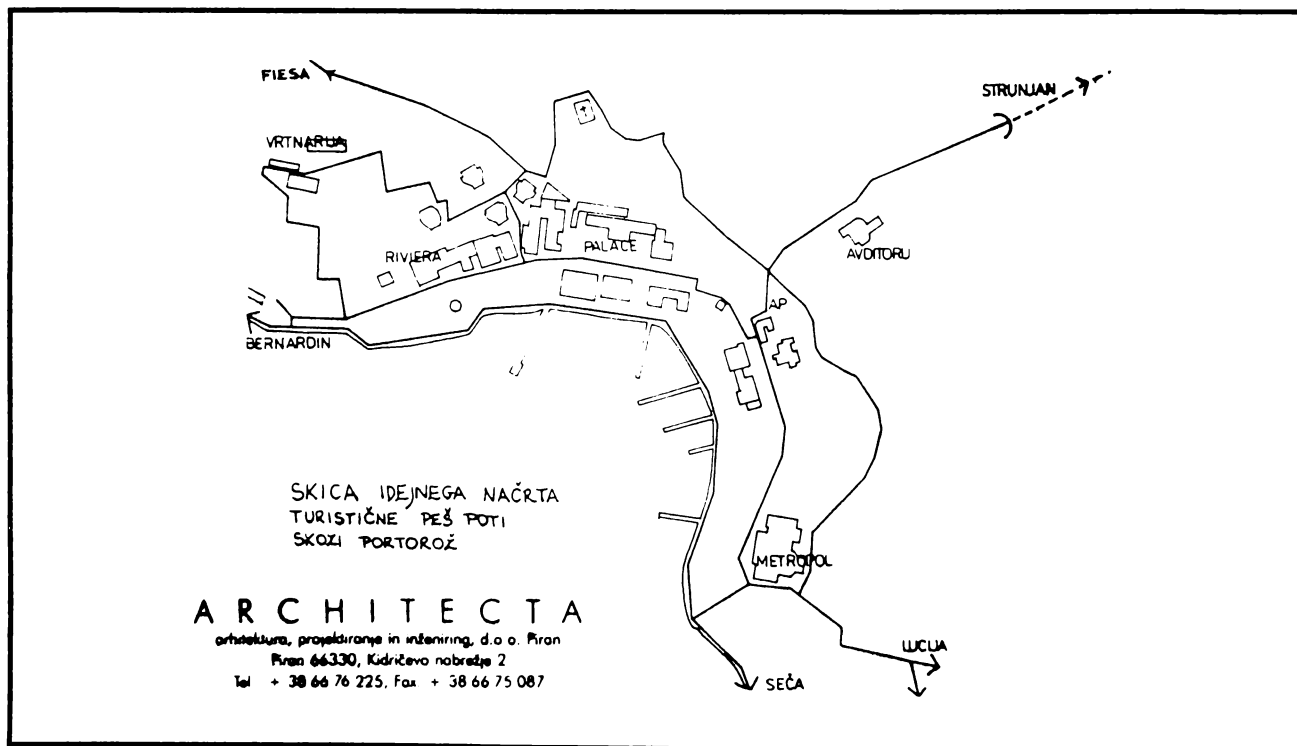 FIESA
STRUNJAN
VRTNARIJA
RIVIERA
PALACE
AVDITORIJ
AP
BERNARDIN
SKICA IDEJNEGA NAČRTA
TURISTIČNE PEŠ POTI
SKOZI PORTOROŽ
METROPOL
ARCHITECTA
arhitektura, projektiranje in inženiring, d.o.o. Piran
Piran 66330, Kidričevo nabrežje 2
Tel + 38 66 76 225, Fax + 38 66 75 087
LUCIJA
SEČA